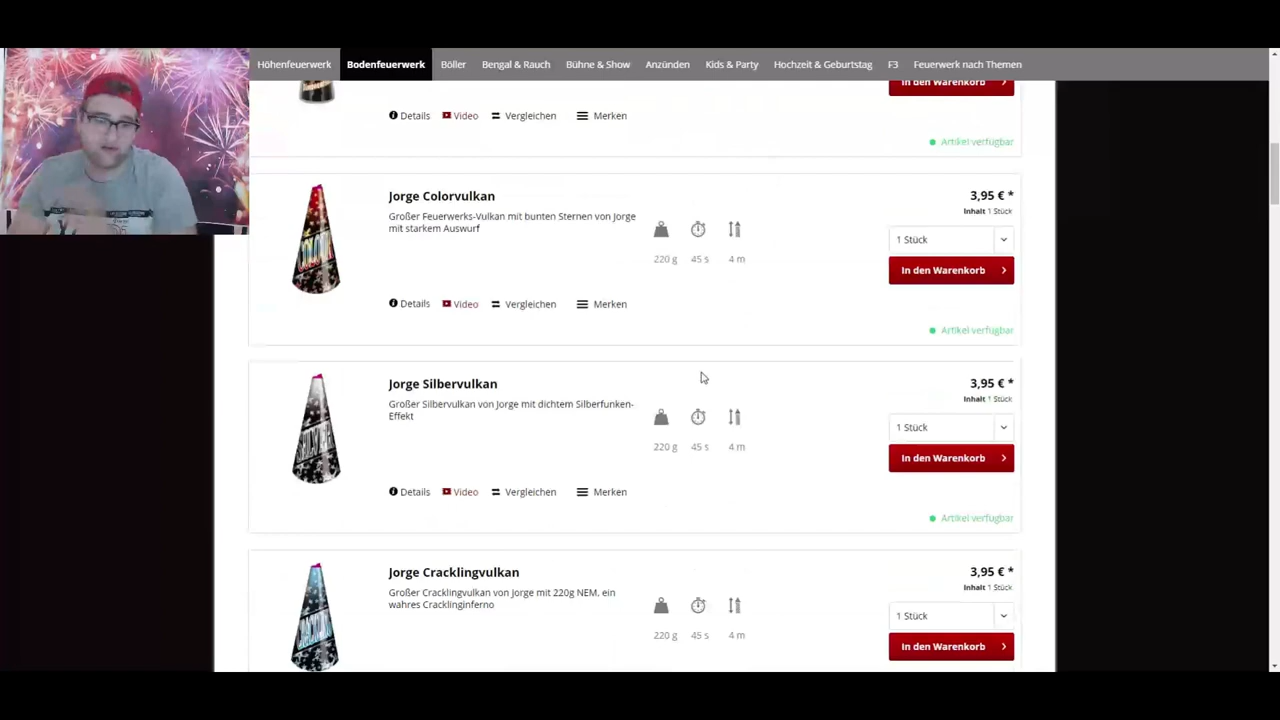 Höhenfeuerwerk Bodenfeuerwerk Böller Bengal & Rauch Bühne & Show Anzünden Kids & Party Hochzeit & Geburtstag F3 Feuerwerk nach Themen
In den Warenkorb
Details Video Vergleichen Merken
Artikel verfügbar
Jorge Colorvulkan
Großer Feuerwerks-Vulkan mit bunten Sternen von Jorge
mit starkem Auswurf
220 g 45 s 4 m
3,95 € *
Inhalt 1 Stück
1 Stück
In den Warenkorb
Details Video Vergleichen Merken
Artikel verfügbar
Jorge Silbervulkan
Großer Silbervulkan von Jorge mit dichtem Silberfunken-
Effekt
220 g 45 s 4 m
3,95 € *
Inhalt 1 Stück
1 Stück
In den Warenkorb
Details Video Vergleichen Merken
Artikel verfügbar
Jorge Cracklingvulkan
Großer Cracklingvulkan von Jorge mit 220g NEM, ein
wahres Cracklinginferno
220 g 45 s 4 m
3,95 € *
Inhalt 1 Stück
1 Stück
In den Warenkorb